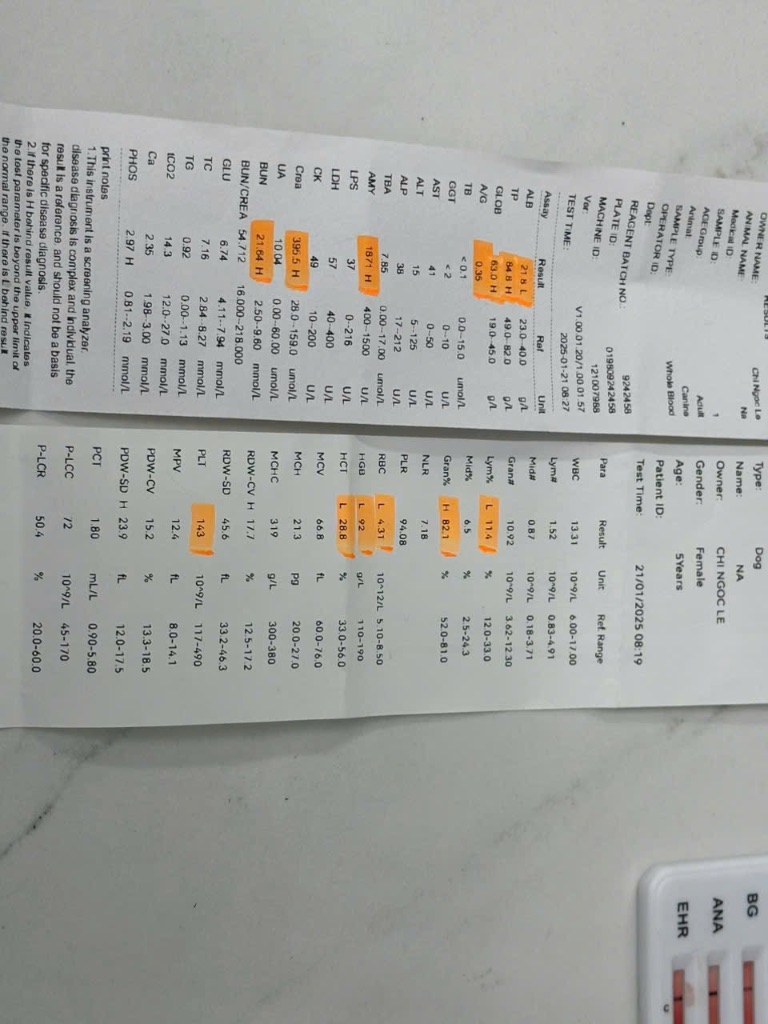 RESULTS
OWNER NAME: Chi Ngoc Le
ANIMAL NAME: Na
Medical ID:
SAMPLE ID: 1
AGE Group: Adult
Animal: Canine
SAMPLE TYPE: Whole Blood
OPERATOR ID:
Dept:
REAGENT BATCH NO.: 9242458
PLATE ID: 019809242458
MACHINE ID: 121007988
Ver: V1.00.01.20/1.00.01.57
TEST TIME: 2025-01-21 08:27
Assay Result Ref Unit
ALB 21.8 L 23.0--40.0 g/L
TP 84.8 H 49.0--82.0 g/L
GLOB 63.0 H 19.0--45.0 g/L
A/G 0.35
TB <0.1 0.0--15.0 umol/L
GGT <2 0--10 U/L
AST 41 0--50 U/L
ALT 15 5--125 U/L
ALP 38 17--212 U/L
TBA 7.85 0.00--17.00 umol/L
AMY 1871 H 400--1500 U/L
LPS 37 0--216 U/L
LDH 57 40--400 U/L
CK 49 10--200 U/L
Crea 395.5 H 28.0--159.0 umol/L
UA 10.04 0.00--60.00 umol/L
BUN 21.64 H 2.50--9.60 mmol/L
BUN/CREA 54.712 16.000--218.000
GLU 6.74 4.11--7.94 mmol/L
TC 7.16 2.84--8.27 mmol/L
TG 0.92 0.00--1.13 mmol/L
tCO2 14.3 12.0--27.0 mmol/L
Ca 2.35 1.98--3.00 mmol/L
PHOS 2.97 H 0.81--2.19 mmol/L
print notes
1.This instrument is a screening analyzer.
disease diagnosis is complex and individual. the
result is a reference, and should not be a basis
for specific disease diagnosis.
2.If there is H behind result value, it indicates
the test parameter is beyond the upper limit of
the normal range. If there is L behind result
Type: Dog
Name: NA
Owner: CHI NGOC LE
Gender: Female
Age: 5Years
Patient ID:
Test Time: 21/01/2025 08:19
Para Result Unit Ref Range
WBC 13.31 10^9/L 6.00-17.00
Lym# 1.52 10^9/L 0.83-4.91
Mid# 0.87 10^9/L 0.18-3.71
Gran# 10.92 10^9/L 3.62-12.30
Lym% L 11.4 % 12.0-33.0
Mid% 6.5 % 2.5-24.3
Gran% H 82.1 % 52.0-81.0
NLR 7.18
PLR 94.08
RBC L 4.31 10^12/L 5.10-8.50
HGB L 92 g/L 110-190
HCT L 28.8 % 33.0-56.0
MCV 66.8 fL 60.0-76.0
MCH 21.3 pg 20.0-27.0
MCHC 319 g/L 300-380
RDW-CV H 17.7 % 12.5-17.2
RDW-SD 45.6 fL 33.2-46.3
PLT 143 10^9/L 117-490
MPV 12.4 fL 8.0-14.1
PDW-CV 15.2 % 13.3-18.5
PDW-SD H 23.9 fL 12.0-17.5
PCT 1.80 mL/L 0.90-5.80
P-LCC 72 10^9/L 45-170
P-LCR 50.4 % 20.0-60.0
BG
ANA
EHR